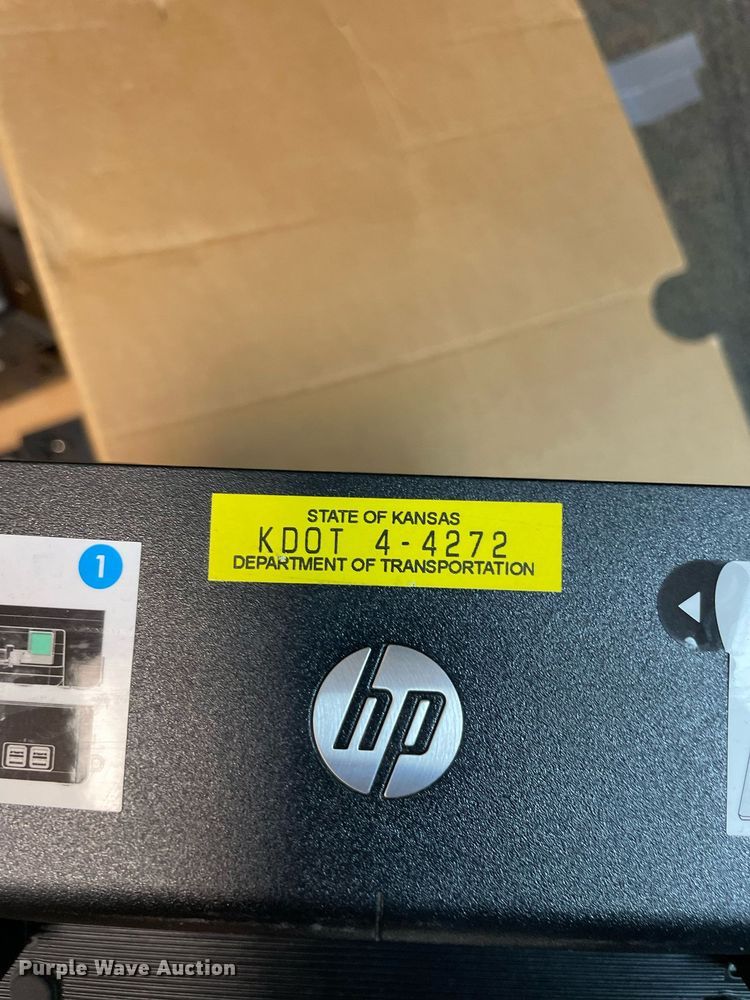 STATE OF KANSAS
KDOT 4-4272
DEPARTMENT OF TRANSPORTATION
1
hp
Purple Wave Auction